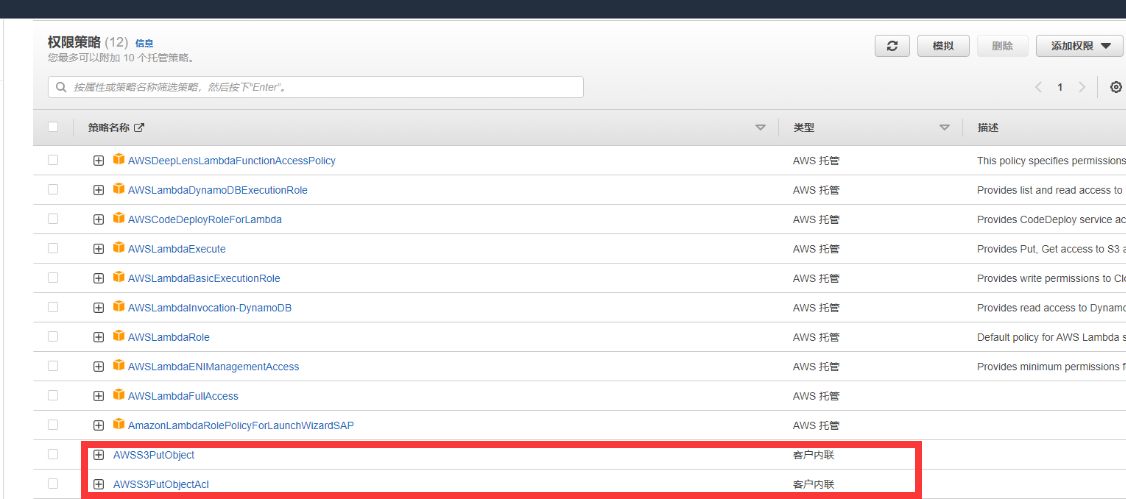 权限策略 (12) 信息
您最多可以附加 10 个托管策略。
模拟 删除 添加权限
按属性或策略名称筛选策略，然后按下"Enter"。
1
策略名称 类型 描述
AWSDeepLensLambdaFunctionAccessPolicy AWS 托管 This policy specifies permissions
AWSLambdaDynamoDBExecutionRole AWS 托管 Provides list and read access to
AWSCodeDeployRoleForLambda AWS 托管 Provides CodeDeploy service ac
AWSLambdaExecute AWS 托管 Provides Put, Get access to S3 a
AWSLambdaBasicExecutionRole AWS 托管 Provides write permissions to Clo
AWSLambdaInvocation-DynamoDB AWS 托管 Provides read access to Dynamo
AWSLambdaRole AWS 托管 Default policy for AWS Lambda s
AWSLambdaENIManagementAccess AWS 托管 Provides minimum permissions f
AWSLambdaFullAccess AWS 托管
AmazonLambdaRolePolicyForLaunchWizardSAP AWS 托管
AWSS3PutObject 客户内联
AWSS3PutObjectAcl 客户内联